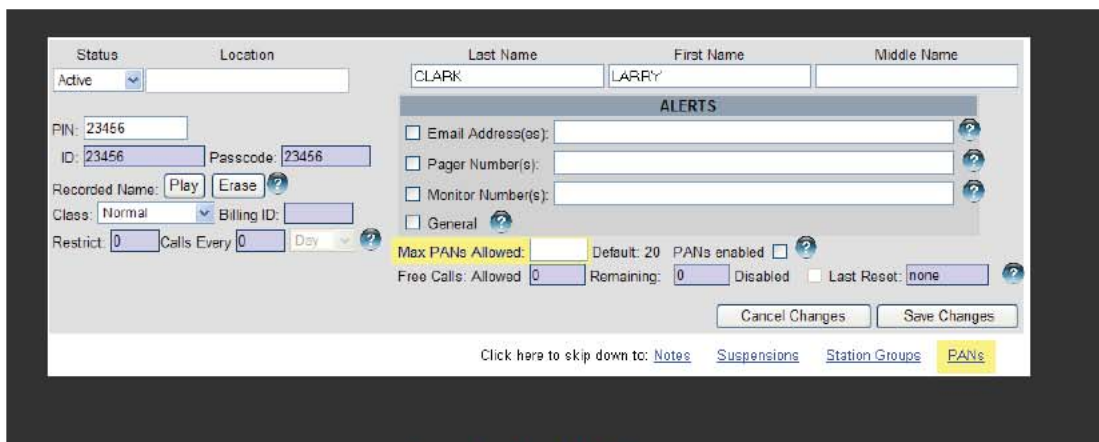 Status Location Last Name First Name Middle Name
Active CLARK LARRY
ALERTS
PIN: 23456 Email Address(es): ?
ID: 23456 Passcode: 23456 Pager Number(s): ?
Recorded Name: Play Erase ? Monitor Number(s): ?
Class: Normal Billing ID: General ?
Restrict: 0 Calls Every 0 Day ? Max PANs Allowed: Default: 20 PANs enabled ?
Free Calls: Allowed 0 Remaining: 0 Disabled Last Reset: none ?
Cancel Changes Save Changes
Click here to skip down to: Notes Suspensions Station Groups PANs